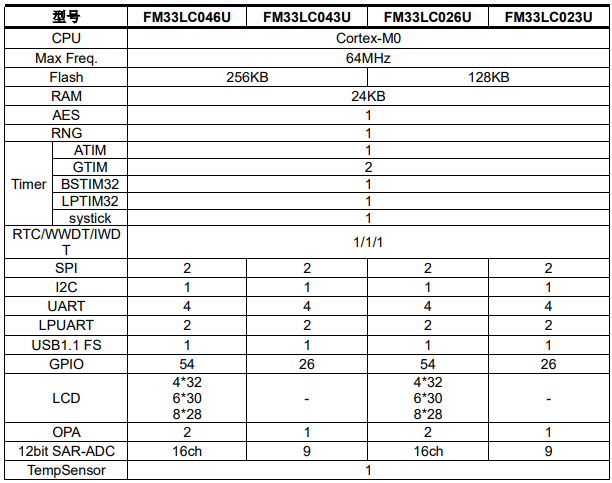 型号 FM33LC046U FM33LC043U FM33LC026U FM33LC023U
CPU Cortex-M0
Max Freq. 64MHz
Flash 256KB 128KB
RAM 24KB
AES 1
RNG 1
Timer
ATIM 1
GTIM 2
BSTIM32 1
LPTIM32 1
systick 1
RTC/WWDT/IWD
T
1/1/1
SPI 2 2 2 2
I2C 1 1 1 1
UART 4 4 4 4
LPUART 2 2 2 2
USB1.1 FS 1 1 1 1
GPIO 54 26 54 26
LCD
4*32
6*30
8*28
-
4*32
6*30
8*28
-
OPA 2 1 2 1
12bit SAR-ADC 16ch 9 16ch 9
TempSensor 1